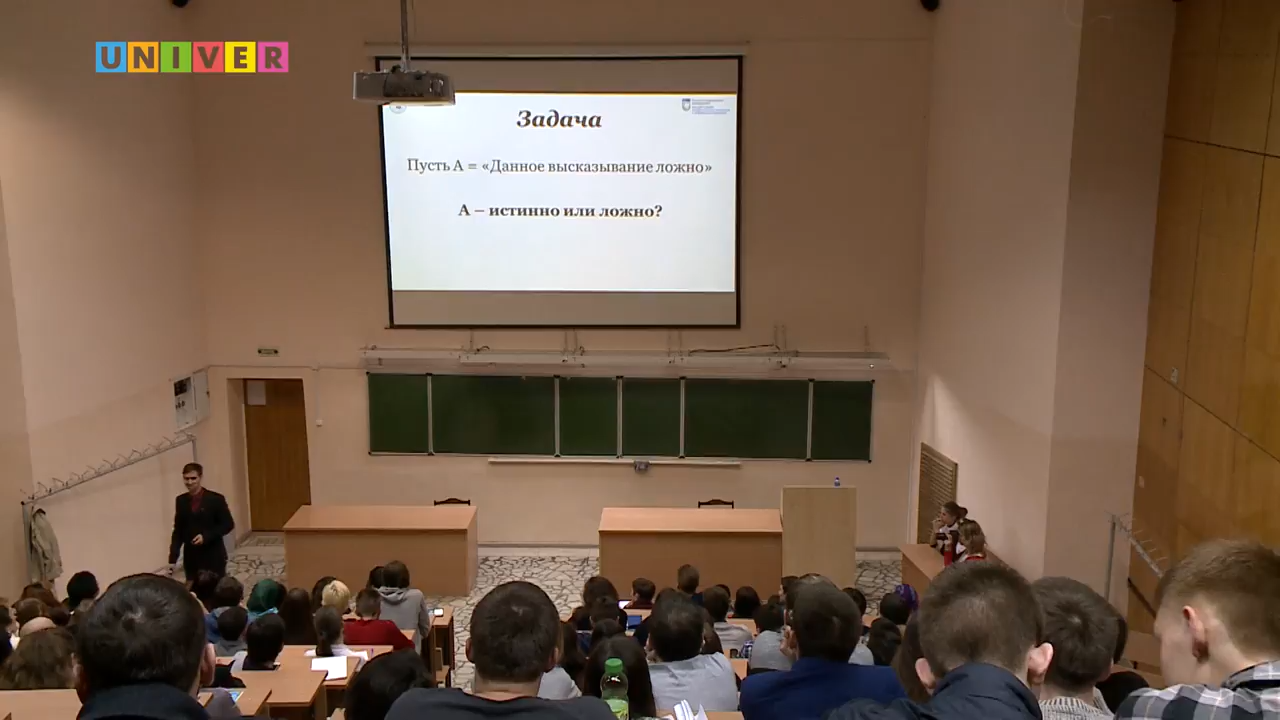 UNIVER
Задача
Пусть А = «Данное высказывание ложно»
А – истинно или ложно?